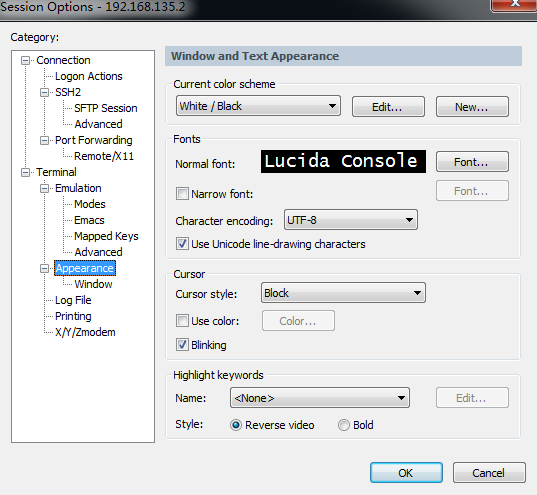 Session Options - 192.168.135.2
Category:
Connection
Logon Actions
SSH2
SFTP Session
Advanced
Port Forwarding
Remote/X11
Terminal
Emulation
Modes
Emacs
Mapped Keys
Advanced
Appearance
Window
Log File
Printing
X/Y/Zmodem
Window and Text Appearance
Current color scheme
White / Black Edit... New...
Fonts
Normal font: Lucida Console Font...
Narrow font: Font...
Character encoding: UTF-8
Use Unicode line-drawing characters
Cursor
Cursor style: Block
Use color: Color...
Blinking
Highlight keywords
Name: <None> Edit...
Style: Reverse video Bold
OK Cancel